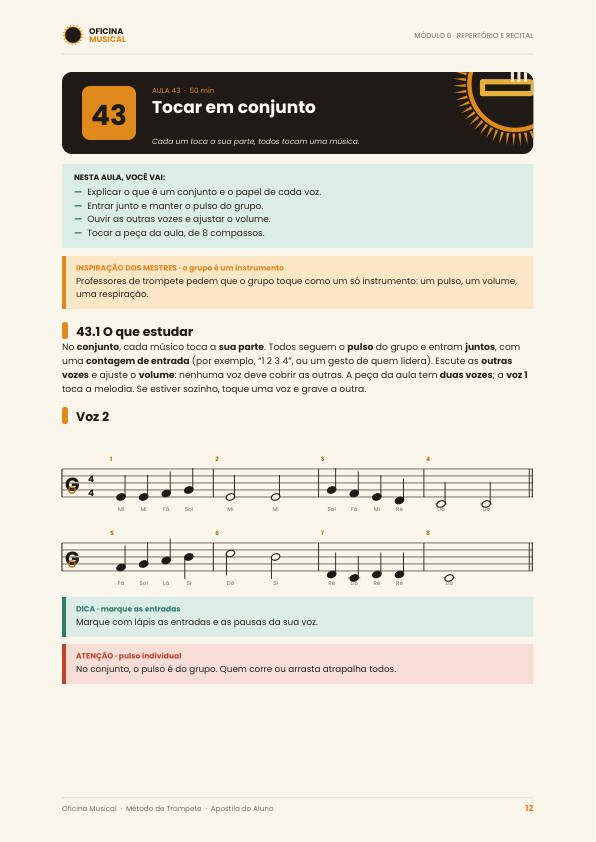 OFICINA
MUSICAL
MÓDULO 6 · REPERTÓRIO E RECITAL
43
AULA 43 · 50 min
Tocar em conjunto
Cada um toca a sua parte, todos tocam uma música.
NESTA AULA, VOCÊ VAI:
— Explicar o que é um conjunto e o papel de cada voz.
— Entrar junto e manter o pulso do grupo.
— Ouvir as outras vozes e ajustar o volume.
— Tocar a peça da aula, de 8 compassos.
INSPIRAÇÃO DOS MESTRES · o grupo é um instrumento
Professores de trompete pedem que o grupo toque como um só instrumento: um pulso, um volume,
uma respiração.
43.1 O que estudar
No conjunto, cada músico toca a sua parte. Todos seguem o pulso do grupo e entram juntos, com
uma contagem de entrada (por exemplo, “1 2 3 4”, ou um gesto de quem lidera). Escute as outras
vozes e ajuste o volume: nenhuma voz deve cobrir as outras. A peça da aula tem duas vozes; a voz 1
toca a melodia. Se estiver sozinho, toque uma voz e grave a outra.
Voz 2
1 2 3 4
G 4 4
Mi Mi Fá Sol Mi Mi Sol Fá Mi Ré Dó Dó
5 6 7 8
G
Fá Sol Lá Si Dó Si Ré Dó Ré Ré Dó
DICA · marque as entradas
Marque com lápis as entradas e as pausas da sua voz.
ATENÇÃO · pulso individual
No conjunto, o pulso é do grupo. Quem corre ou arrasta atrapalha todos.
Oficina Musical · Método de Trompete · Apostila do Aluno
12